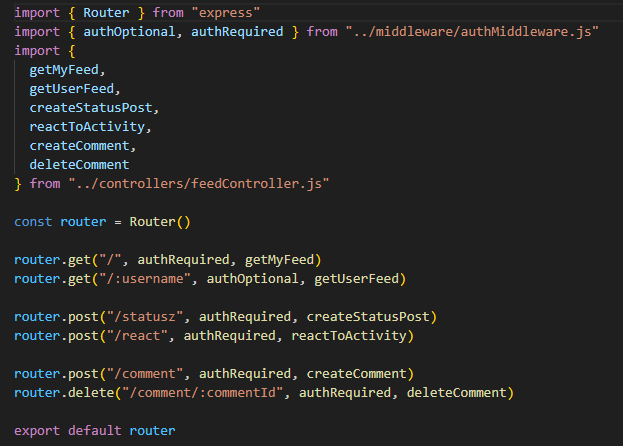 import { Router } from "express"
import { authOptional, authRequired } from "../middleware/authMiddleware.js"
import {
  getMyFeed,
  getUserFeed,
  createStatusPost,
  reactToActivity,
  createComment,
  deleteComment
} from "../controllers/feedController.js"

const router = Router()

router.get("/", authRequired, getMyFeed)
router.get("/:username", authOptional, getUserFeed)

router.post("/statusz", authRequired, createStatusPost)
router.post("/react", authRequired, reactToActivity)

router.post("/comment", authRequired, createComment)
router.delete("/comment/:commentId", authRequired, deleteComment)

export default router